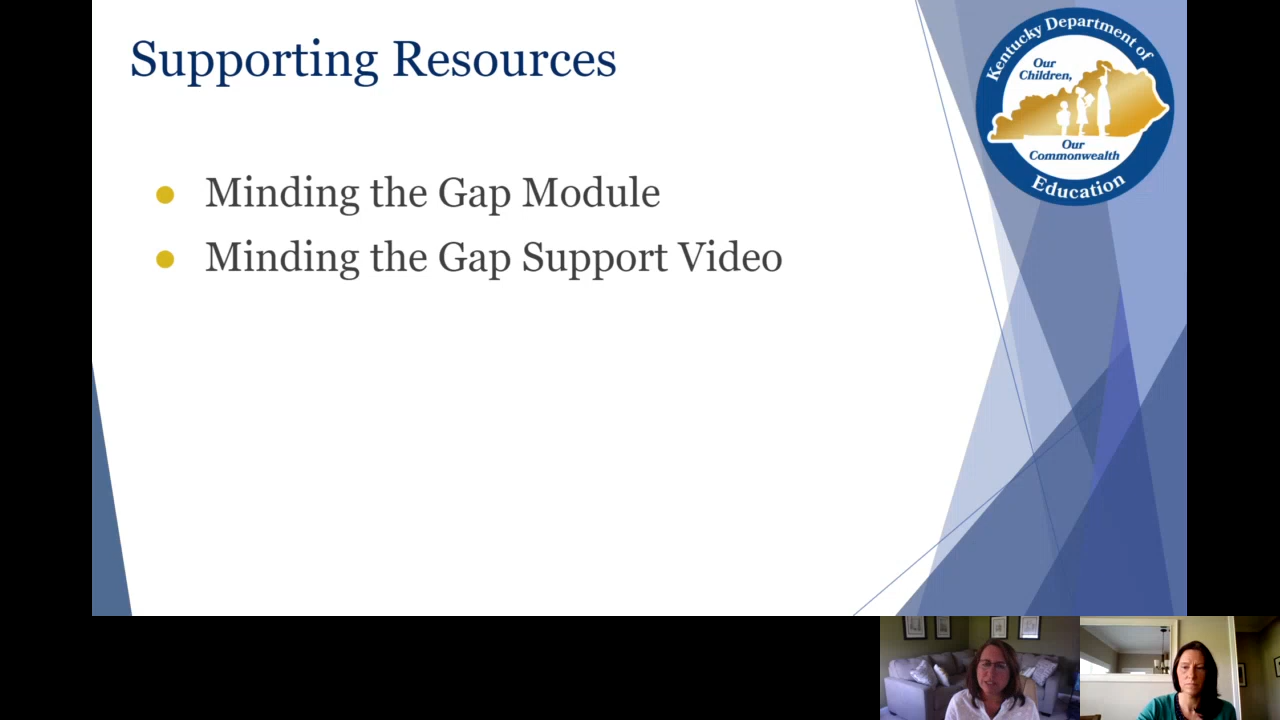 Supporting Resources
Kentucky Department of
Our
Children,
Our
Commonwealth
Education
Minding the Gap Module
Minding the Gap Support Video